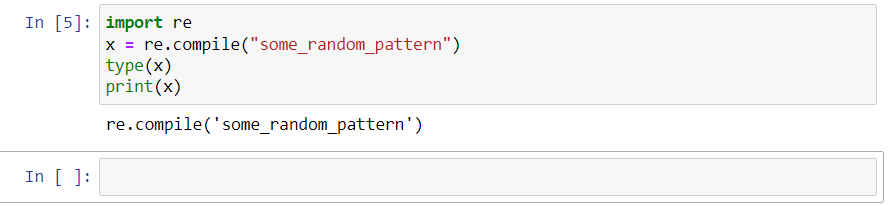 In [5]: import re
x = re.compile("some_random_pattern")
type(x)
print(x)
re.compile('some_random_pattern')
In [ ]: